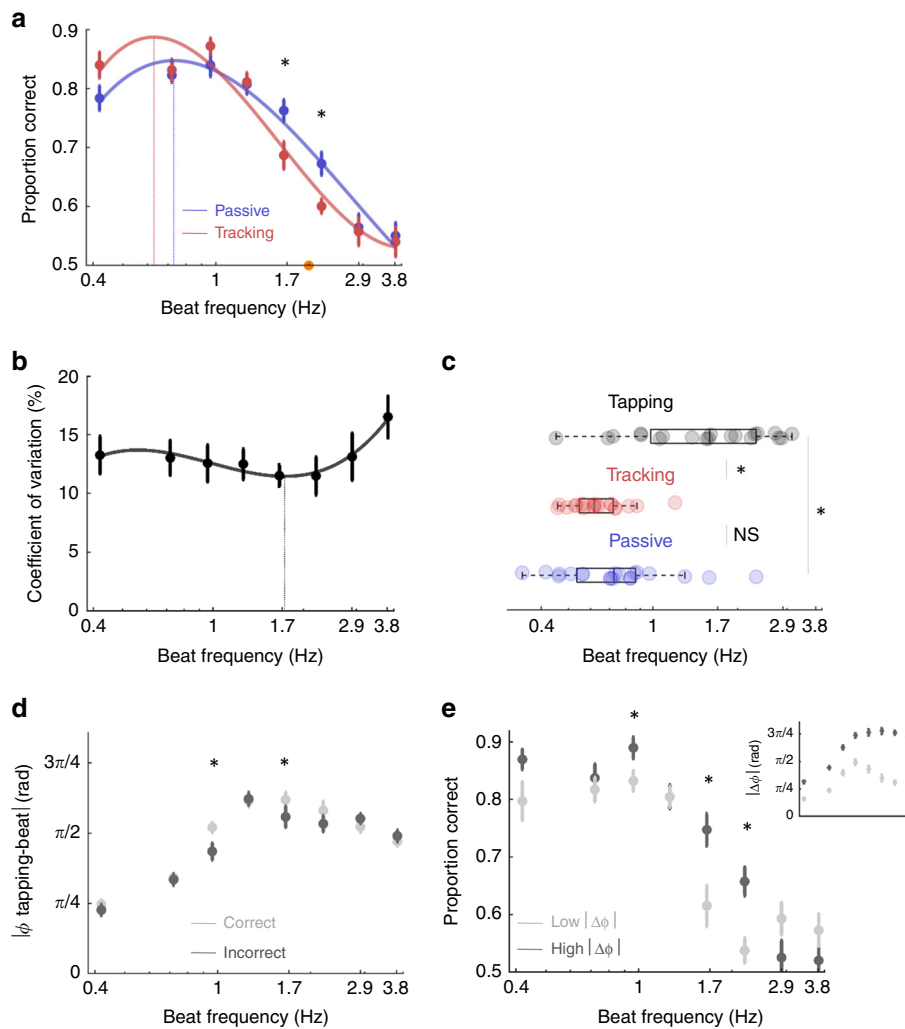 a
0.9
0.8
0.7
0.6
0.5
Proportion correct
*
*
Passive
Tracking
0.4 1 1.7 2.9 3.8
Beat frequency (Hz)
b
20
15
10
5
0
Coefficient of variation (%)
0.4 1 1.7 2.9 3.8
Beat frequency (Hz)
c
Tapping
Tracking
*
*
Passive
NS
0.4 1 1.7 2.9 3.8
Beat frequency (Hz)
d
3π/4
π/2
π/4
0
|ϕ tapping-beat| (rad)
* *
Correct
Incorrect
0.4 1 1.7 2.9 3.8
Beat frequency (Hz)
e
0.9
0.8
0.7
0.6
0.5
Proportion correct
*
*
*
Low |Δϕ|
High |Δϕ|
0.4 1 1.7 2.9 3.8
Beat frequency (Hz)
3π/4
π/2
π/4
0
|Δϕ| (rad)